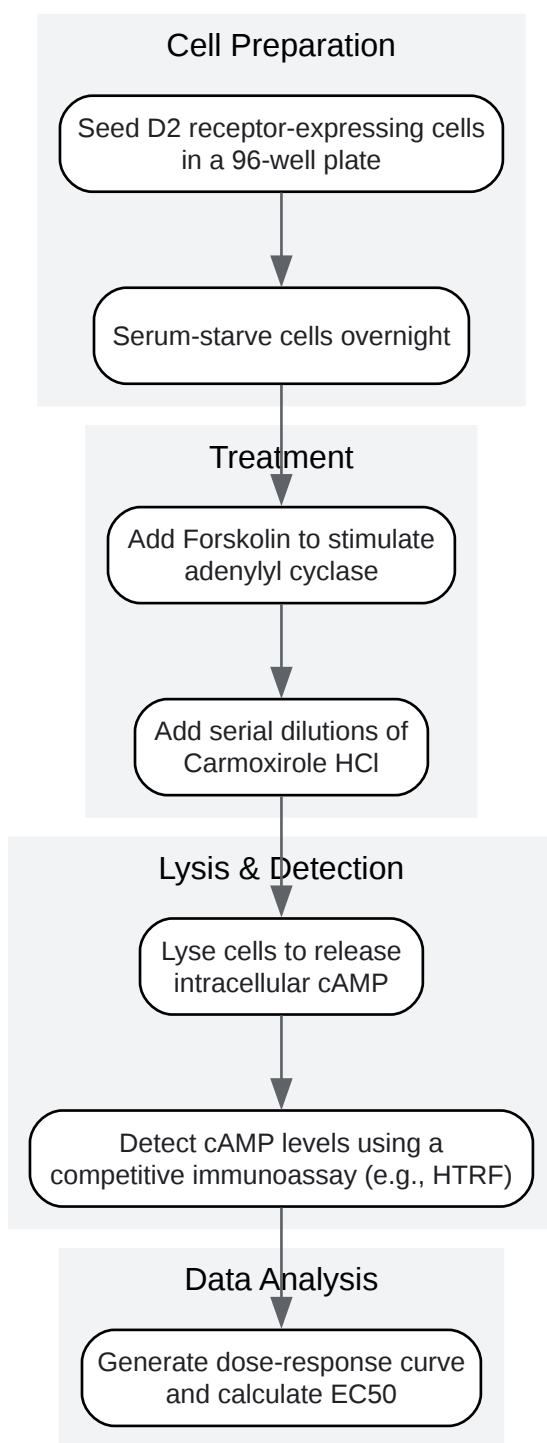 Cell Preparation
Seed D2 receptor-expressing cells
in a 96-well plate
Serum-starve cells overnight
Treatment
Add Forskolin to stimulate
adenylyl cyclase
Add serial dilutions of
Carmoxirole HCl
Lysis & Detection
Lyse cells to release
intracellular cAMP
Detect cAMP levels using a
competitive immunoassay (e.g., HTRF)
Data Analysis
Generate dose-response curve
and calculate EC50